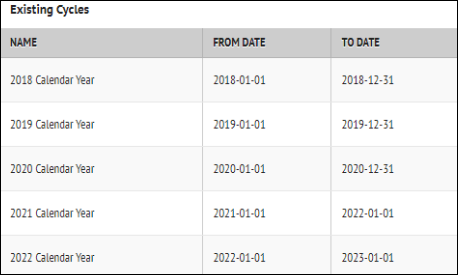 Existing Cycles
NAME FROM DATE TO DATE
2018 Calendar Year 2018-01-01 2018-12-31
2019 Calendar Year 2019-01-01 2019-12-31
2020 Calendar Year 2020-01-01 2020-12-31
2021 Calendar Year 2021-01-01 2022-01-01
2022 Calendar Year 2022-01-01 2023-01-01